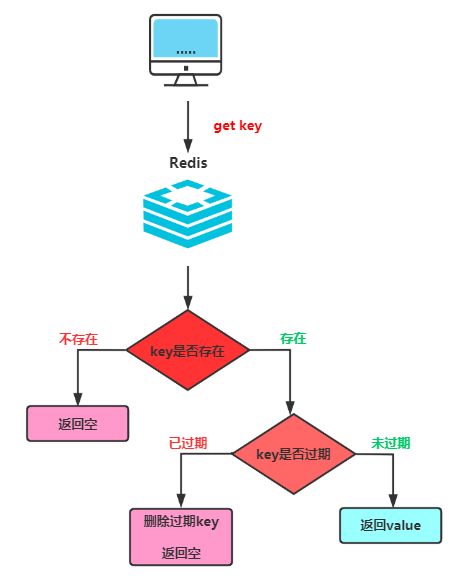 get key
Redis
key是否存在
不存在
存在
返回空
key是否过期
已过期
未过期
删除过期key
返回空
返回value